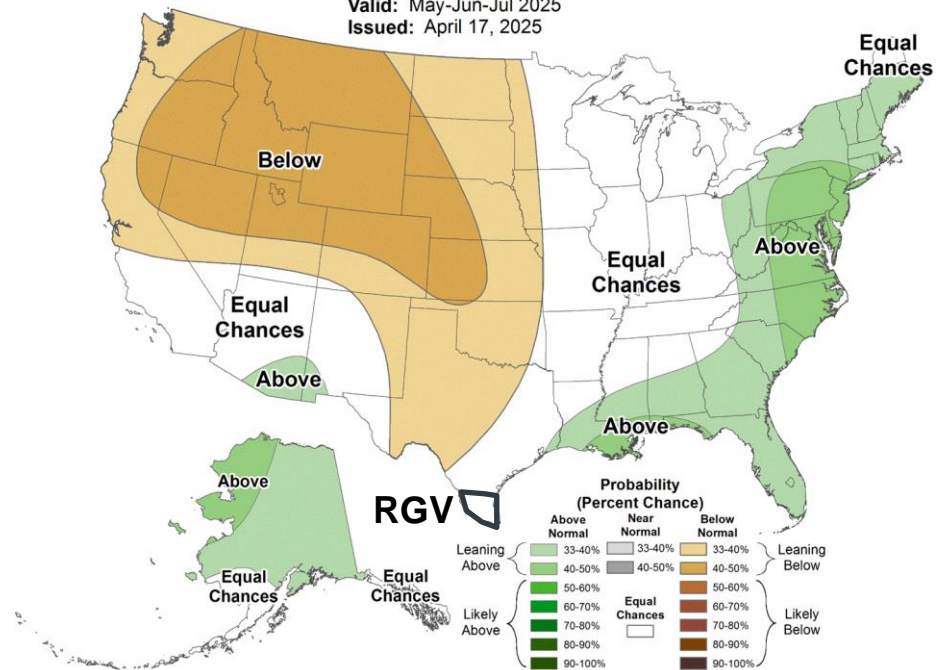 Valid: May-Jun-Jul 2025
Issued: April 17, 2025
Equal
Chances
Below
Above
Equal
Chances
Equal
Chances
Above
Above
Above
RGV
Equal
Chances
Equal
Chances
Probability
(Percent Chance)
Above
Normal
Near
Normal
Below
Normal
Leaning
Above
33-40%
33-40%
33-40%
Leaning
Below
40-50%
40-50%
40-50%
Likely
Above
50-60%
60-70%
70-80%
80-90%
90-100%
Equal
Chances
50-60%
60-70%
70-80%
80-90%
90-100%
Likely
Below